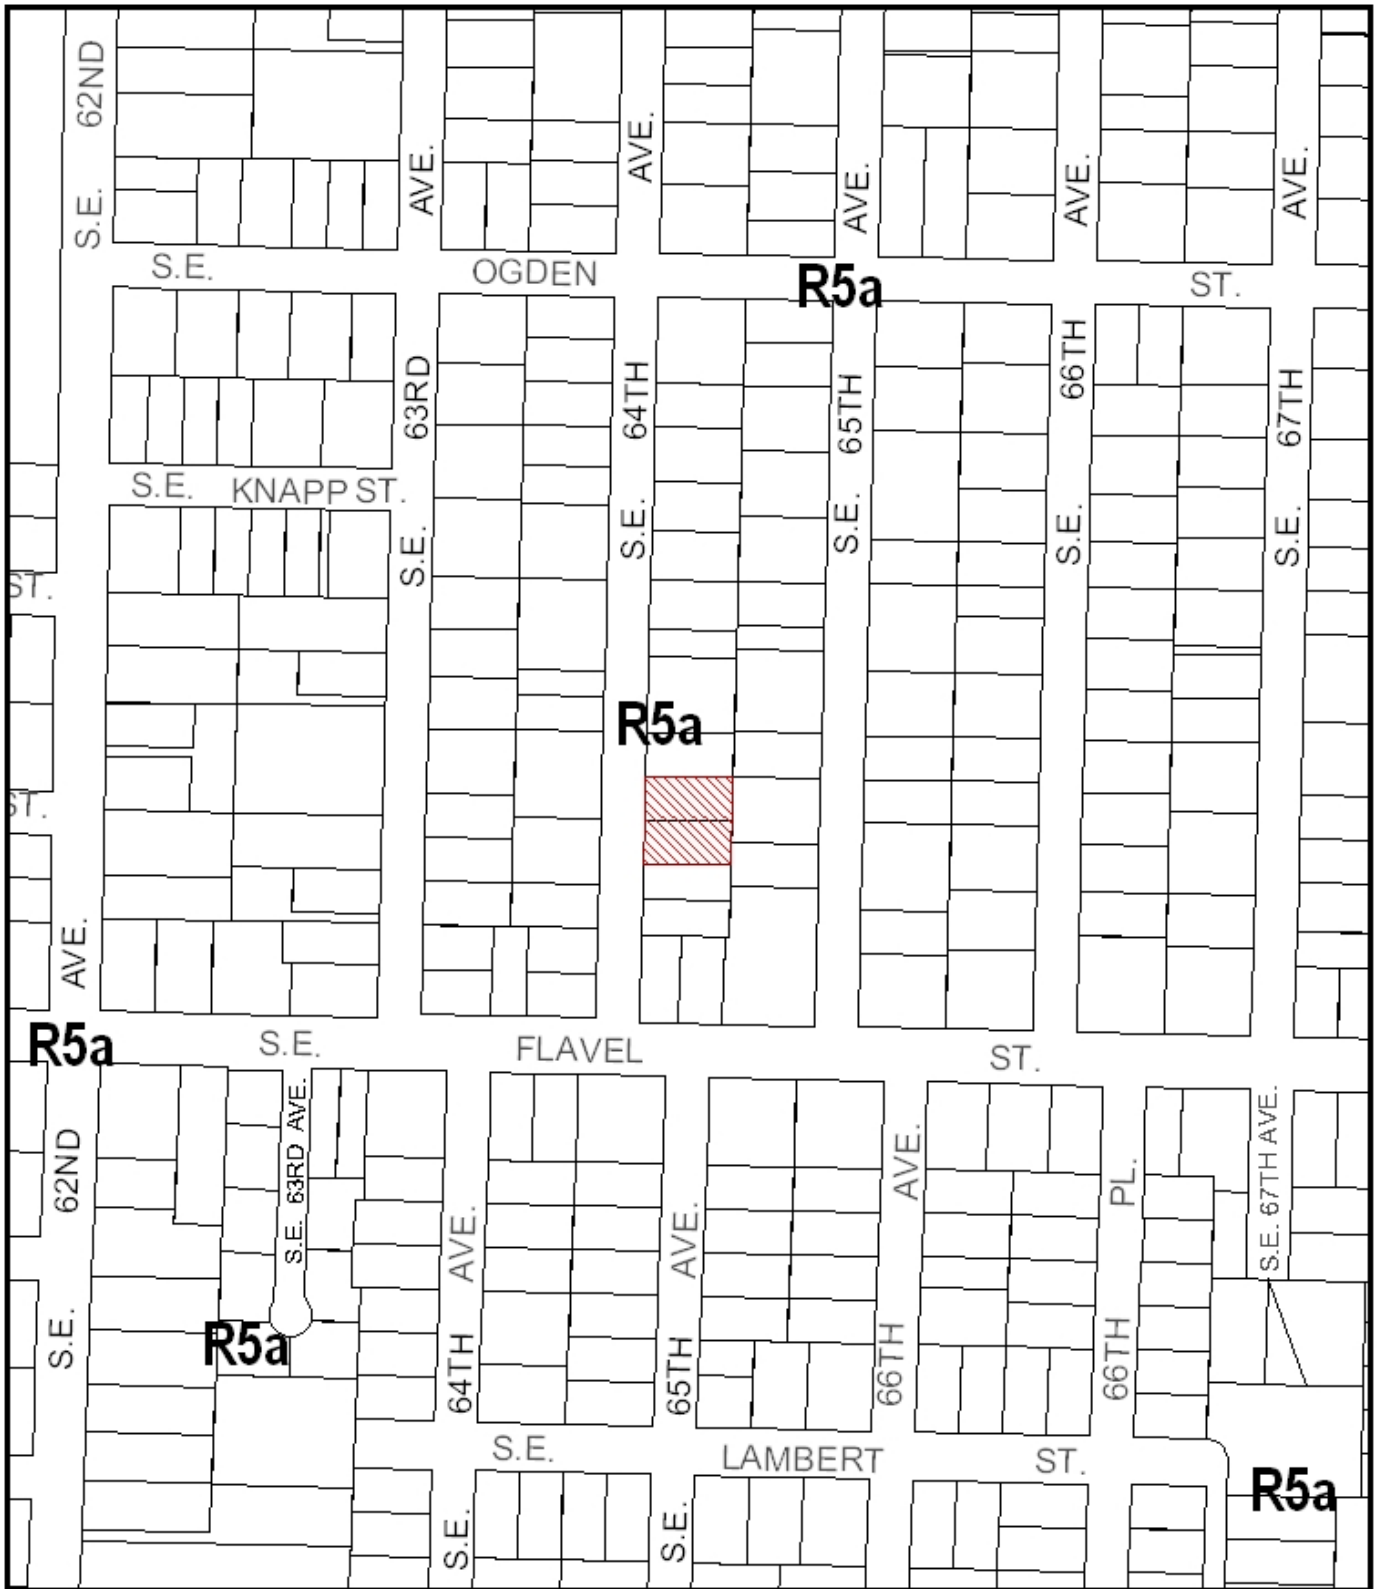 62ND
S.E.
AVE.
AVE.
AVE.
AVE.
AVE.
S.E.
OGDEN
R5a
ST.
63RD
64TH
65TH
66TH
67TH
S.E.
KNAPP ST.
S.E.
S.E.
S.E.
S.E.
S.E.
ST.
R5a
ST.
AVE.
R5a
S.E.
FLAVEL
ST.
62ND
S.E.
S.E. 63RD AVE.
R5a
AVE.
64TH
AVE.
65TH
AVE.
66TH
PL.
66TH
S.E. 67TH AVE.
S.E.
LAMBERT
ST.
R5a
S.E.
S.E.